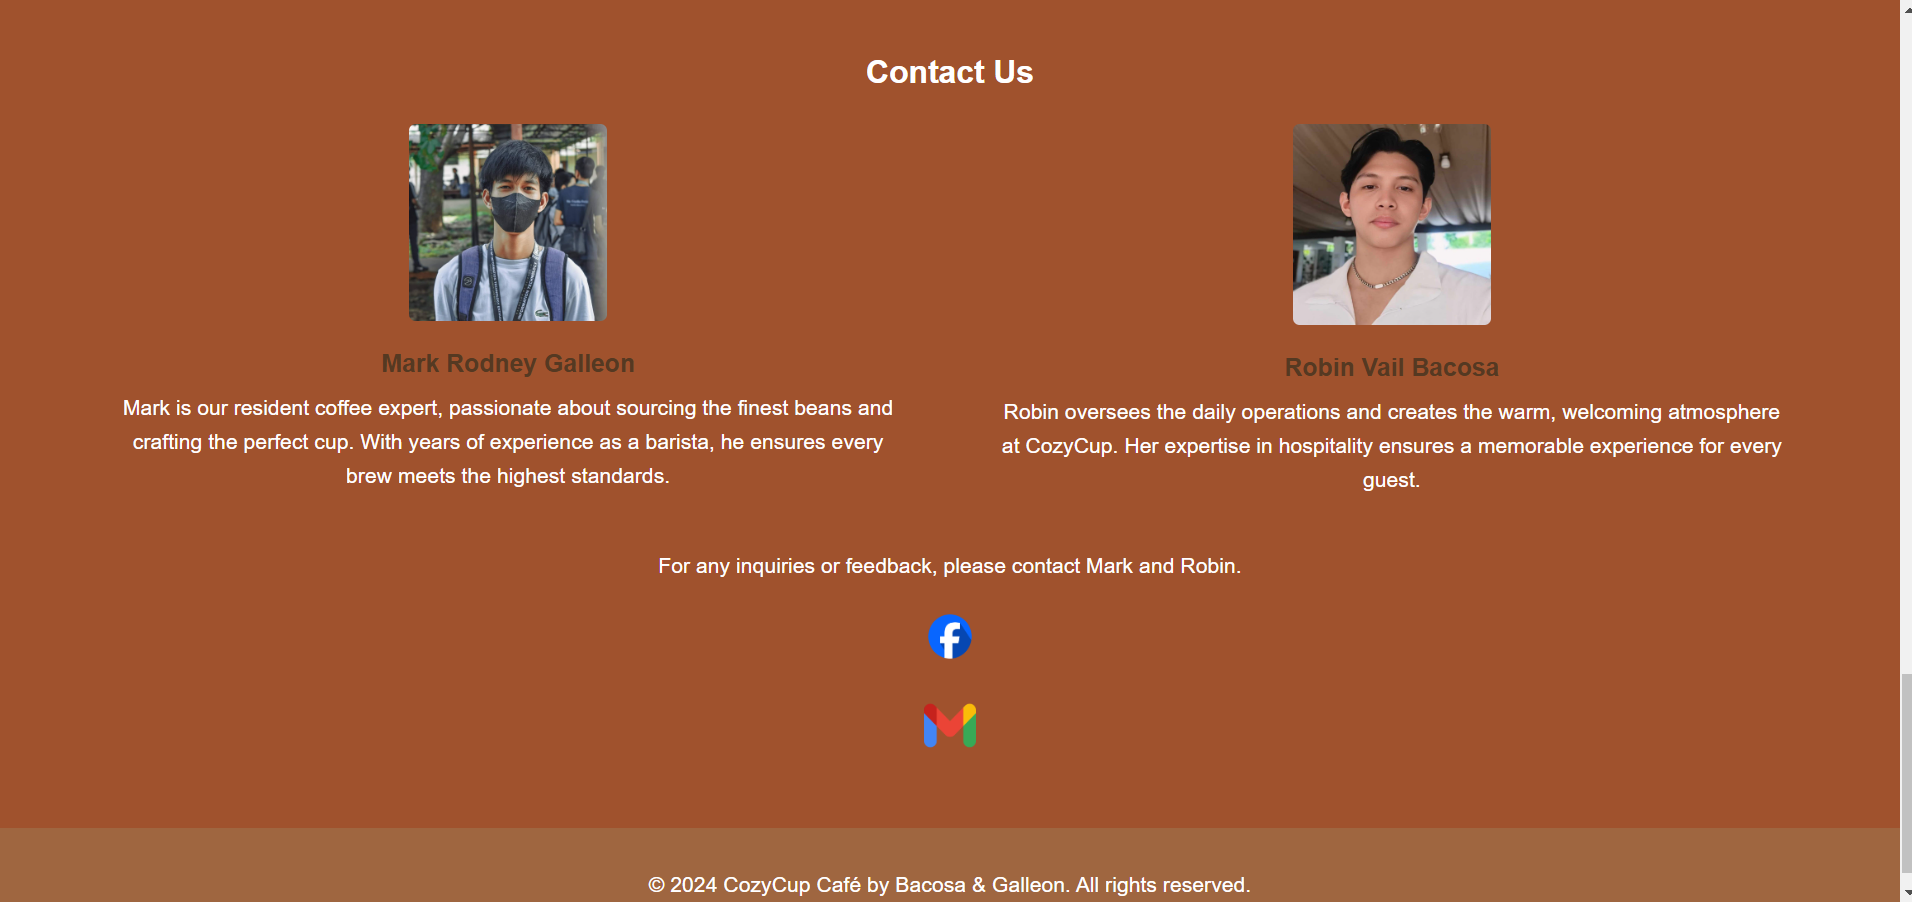 Contact Us
Mark Rodney Galleon
Mark is our resident coffee expert, passionate about sourcing the finest beans and
crafting the perfect cup. With years of experience as a barista, he ensures every
brew meets the highest standards.
Robin Vail Bacosa
Robin oversees the daily operations and creates the warm, welcoming atmosphere
at CozyCup. Her expertise in hospitality ensures a memorable experience for every
guest.
For any inquiries or feedback, please contact Mark and Robin.
© 2024 CozyCup Café by Bacosa & Galleon. All rights reserved.